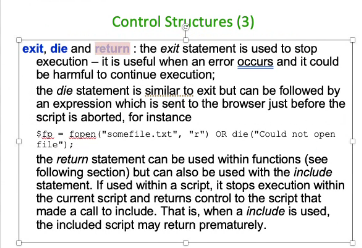 Control Structures (3)
exit, die and return : the exit statement is used to stop
execution – it is useful when an error occurs and it could
be harmful to continue execution;
the die statement is similar to exit but can be followed by
an expression which is sent to the browser just before the
script is aborted, for instance
$fp = fopen("somefile.txt", "r") OR die("Could not open
file");
the return statement can be used within functions (see
following section) but can also be used with the include
statement. If used within a script, it stops execution within
the current script and returns control to the script that
made a call to include. That is, when a include is used,
the included script may return prematurely.